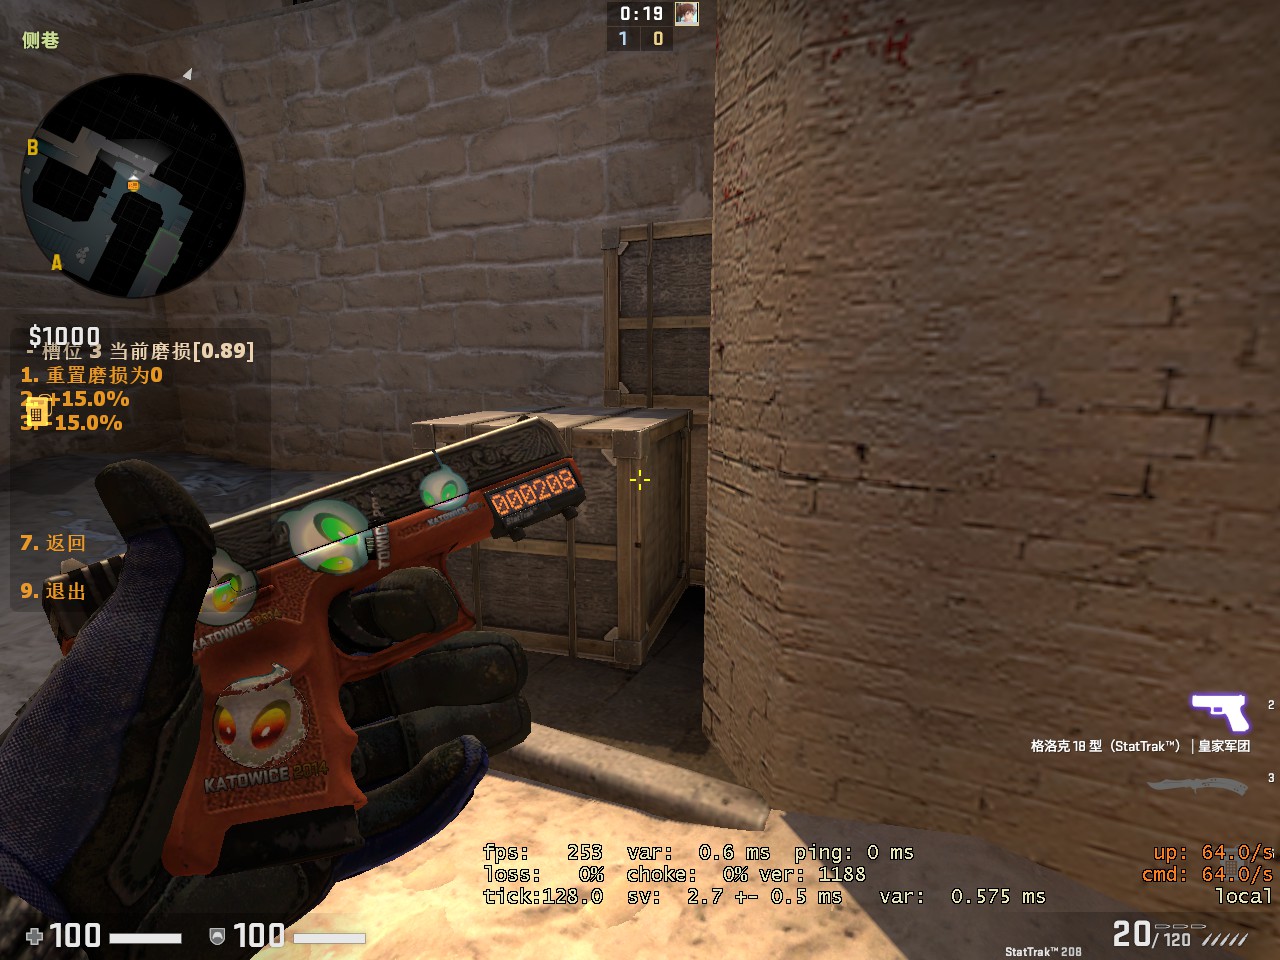 侧巷
0:19
1 0
B
A
$1000
- 槽位 3 当前磨损[0.89]
1. 重置磨损为0
2. +15.0%
3. -15.0%
7. 返回
9. 退出
000208
StatTrak™
KATOWICE 2014
KATOWICE 2014
2
格洛克 18 型（StatTrak™） | 皇家军团
3
fps: 253 var: 0.6 ms ping: 0 ms
loss: 0% choke: 0% ver: 1188
tick:128.0 sv: 2.7 +- 0.5 ms var: 0.575 ms
up: 64.0/s
cmd: 64.0/s
local
100
100
20/120
StatTrak™ 208